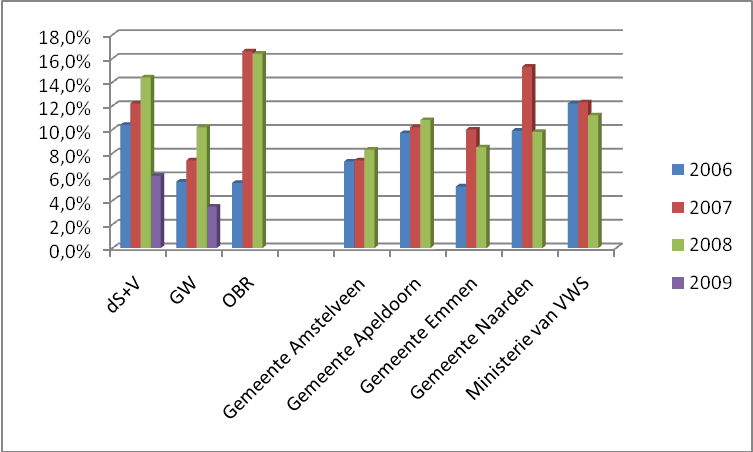 18,0%
16,0%
14,0%
12,0%
10,0%
8,0%
6,0%
4,0%
2,0%
0,0%
dS+V
GW
OBR
Gemeente Amstelveen
Gemeente Apeldoorn
Gemeente Emmen
Gemeente Naarden
Ministerie van VWS
2006
2007
2008
2009